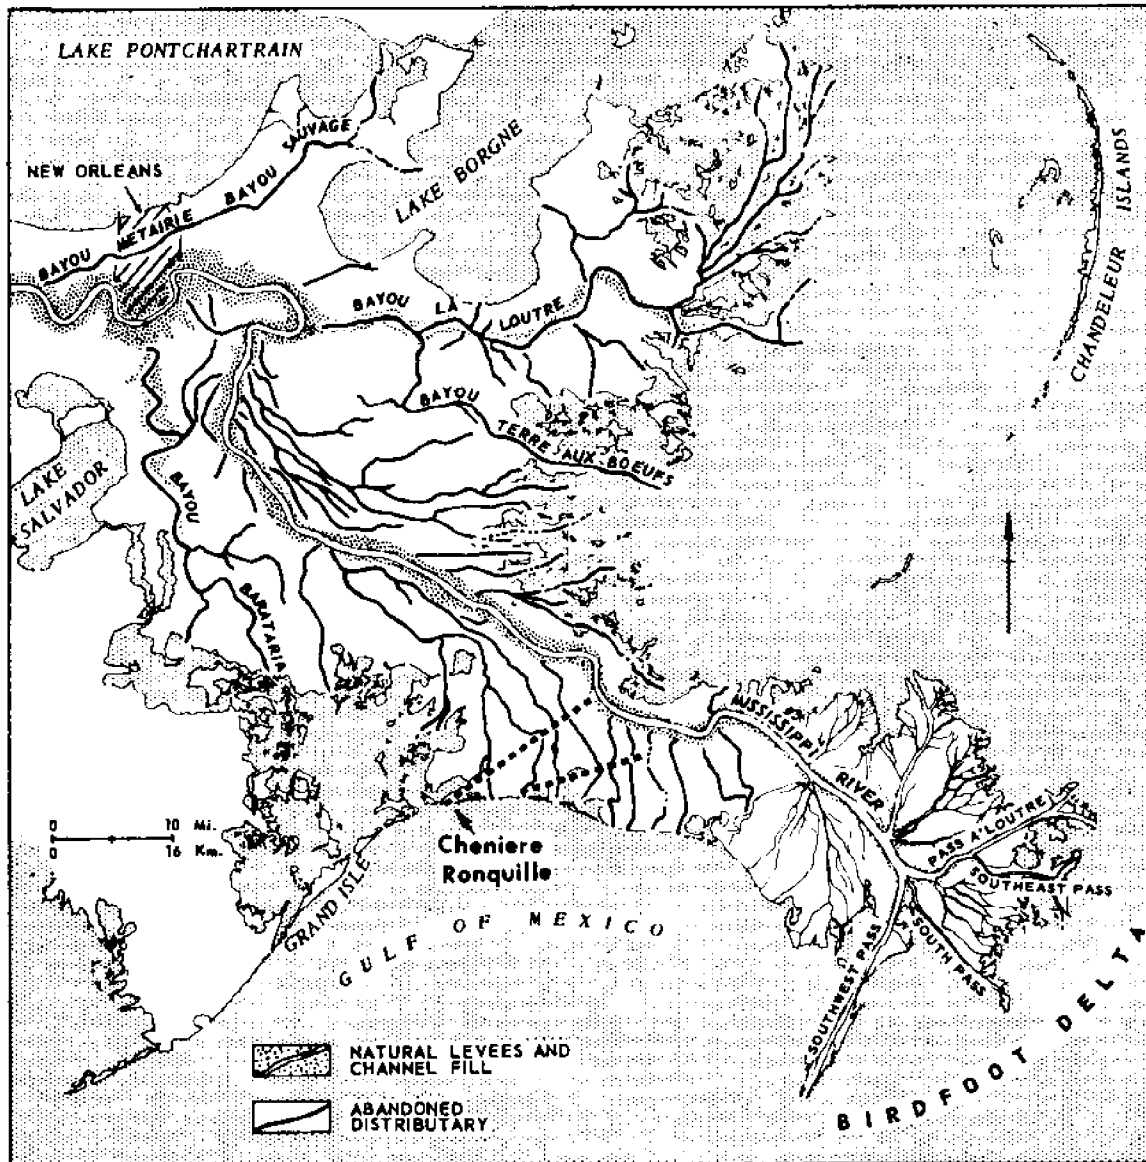 LAKE PONTCHARTRAIN
NEW ORLEANS
BAYOU METAIRIE
BAYOU SAUVAGE
LAKE BORGNE
CHANDELEUR ISLANDS
BAYOU LA LOUTRE
BAYOU
TERRE AUX BOEUFS
LAKE
SALVADOR
BAYOU
BARATARIA
MISSISSIPPI RIVER
0 10 Mi.
0 16 Km.
Cheniere
Ronquille
GRAND ISLE
GULF OF MEXICO
PASS A'LOUTRE
SOUTHEAST PASS
SOUTH PASS
SOUTHWEST PASS
BIRDFOOT DELTA
NATURAL LEVEES AND
CHANNEL FILL
ABANDONED
DISTRIBUTARY